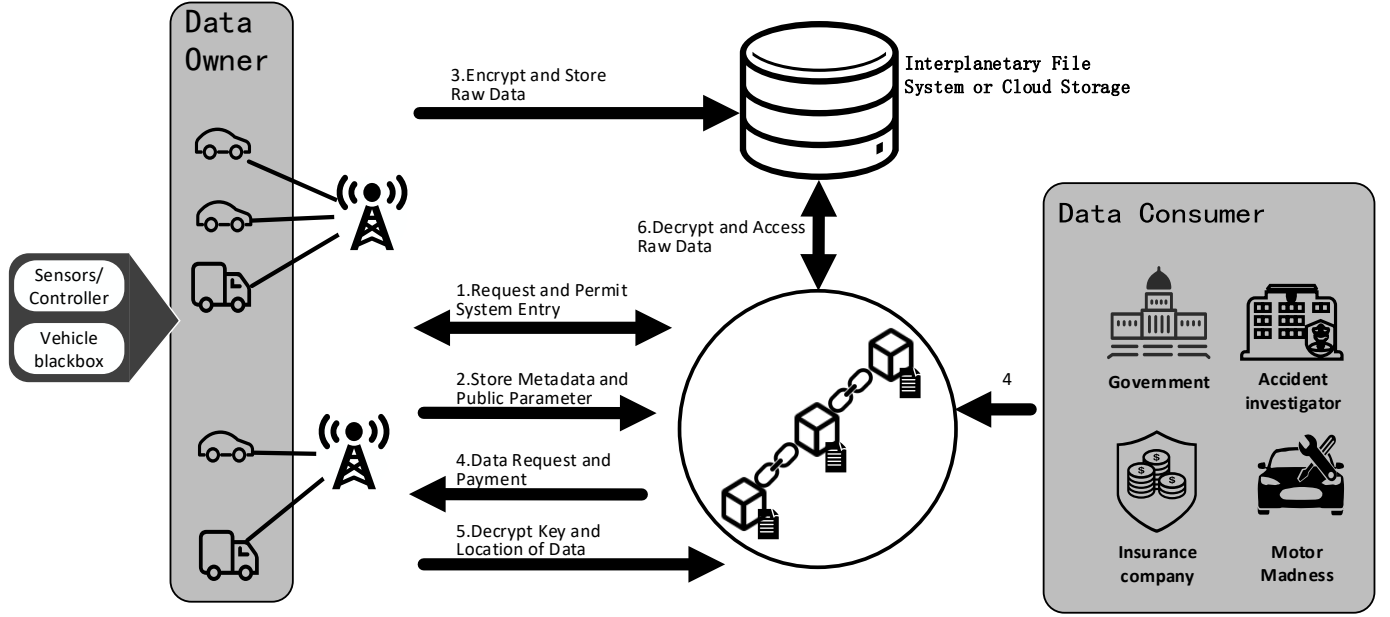 Data
Owner
Sensors/
Controller
Vehicle
blackbox
3.Encrypt and Store
Raw Data
Interplanetary File
System or Cloud Storage
6.Decrypt and Access
Raw Data
1.Request and Permit
System Entry
2.Store Metadata and
Public Parameter
4.Data Request and
Payment
5.Decrypt Key and
Location of Data
4
Data Consumer
Government
Accident
investigator
$
$
$
Insurance
company
Motor
Madness